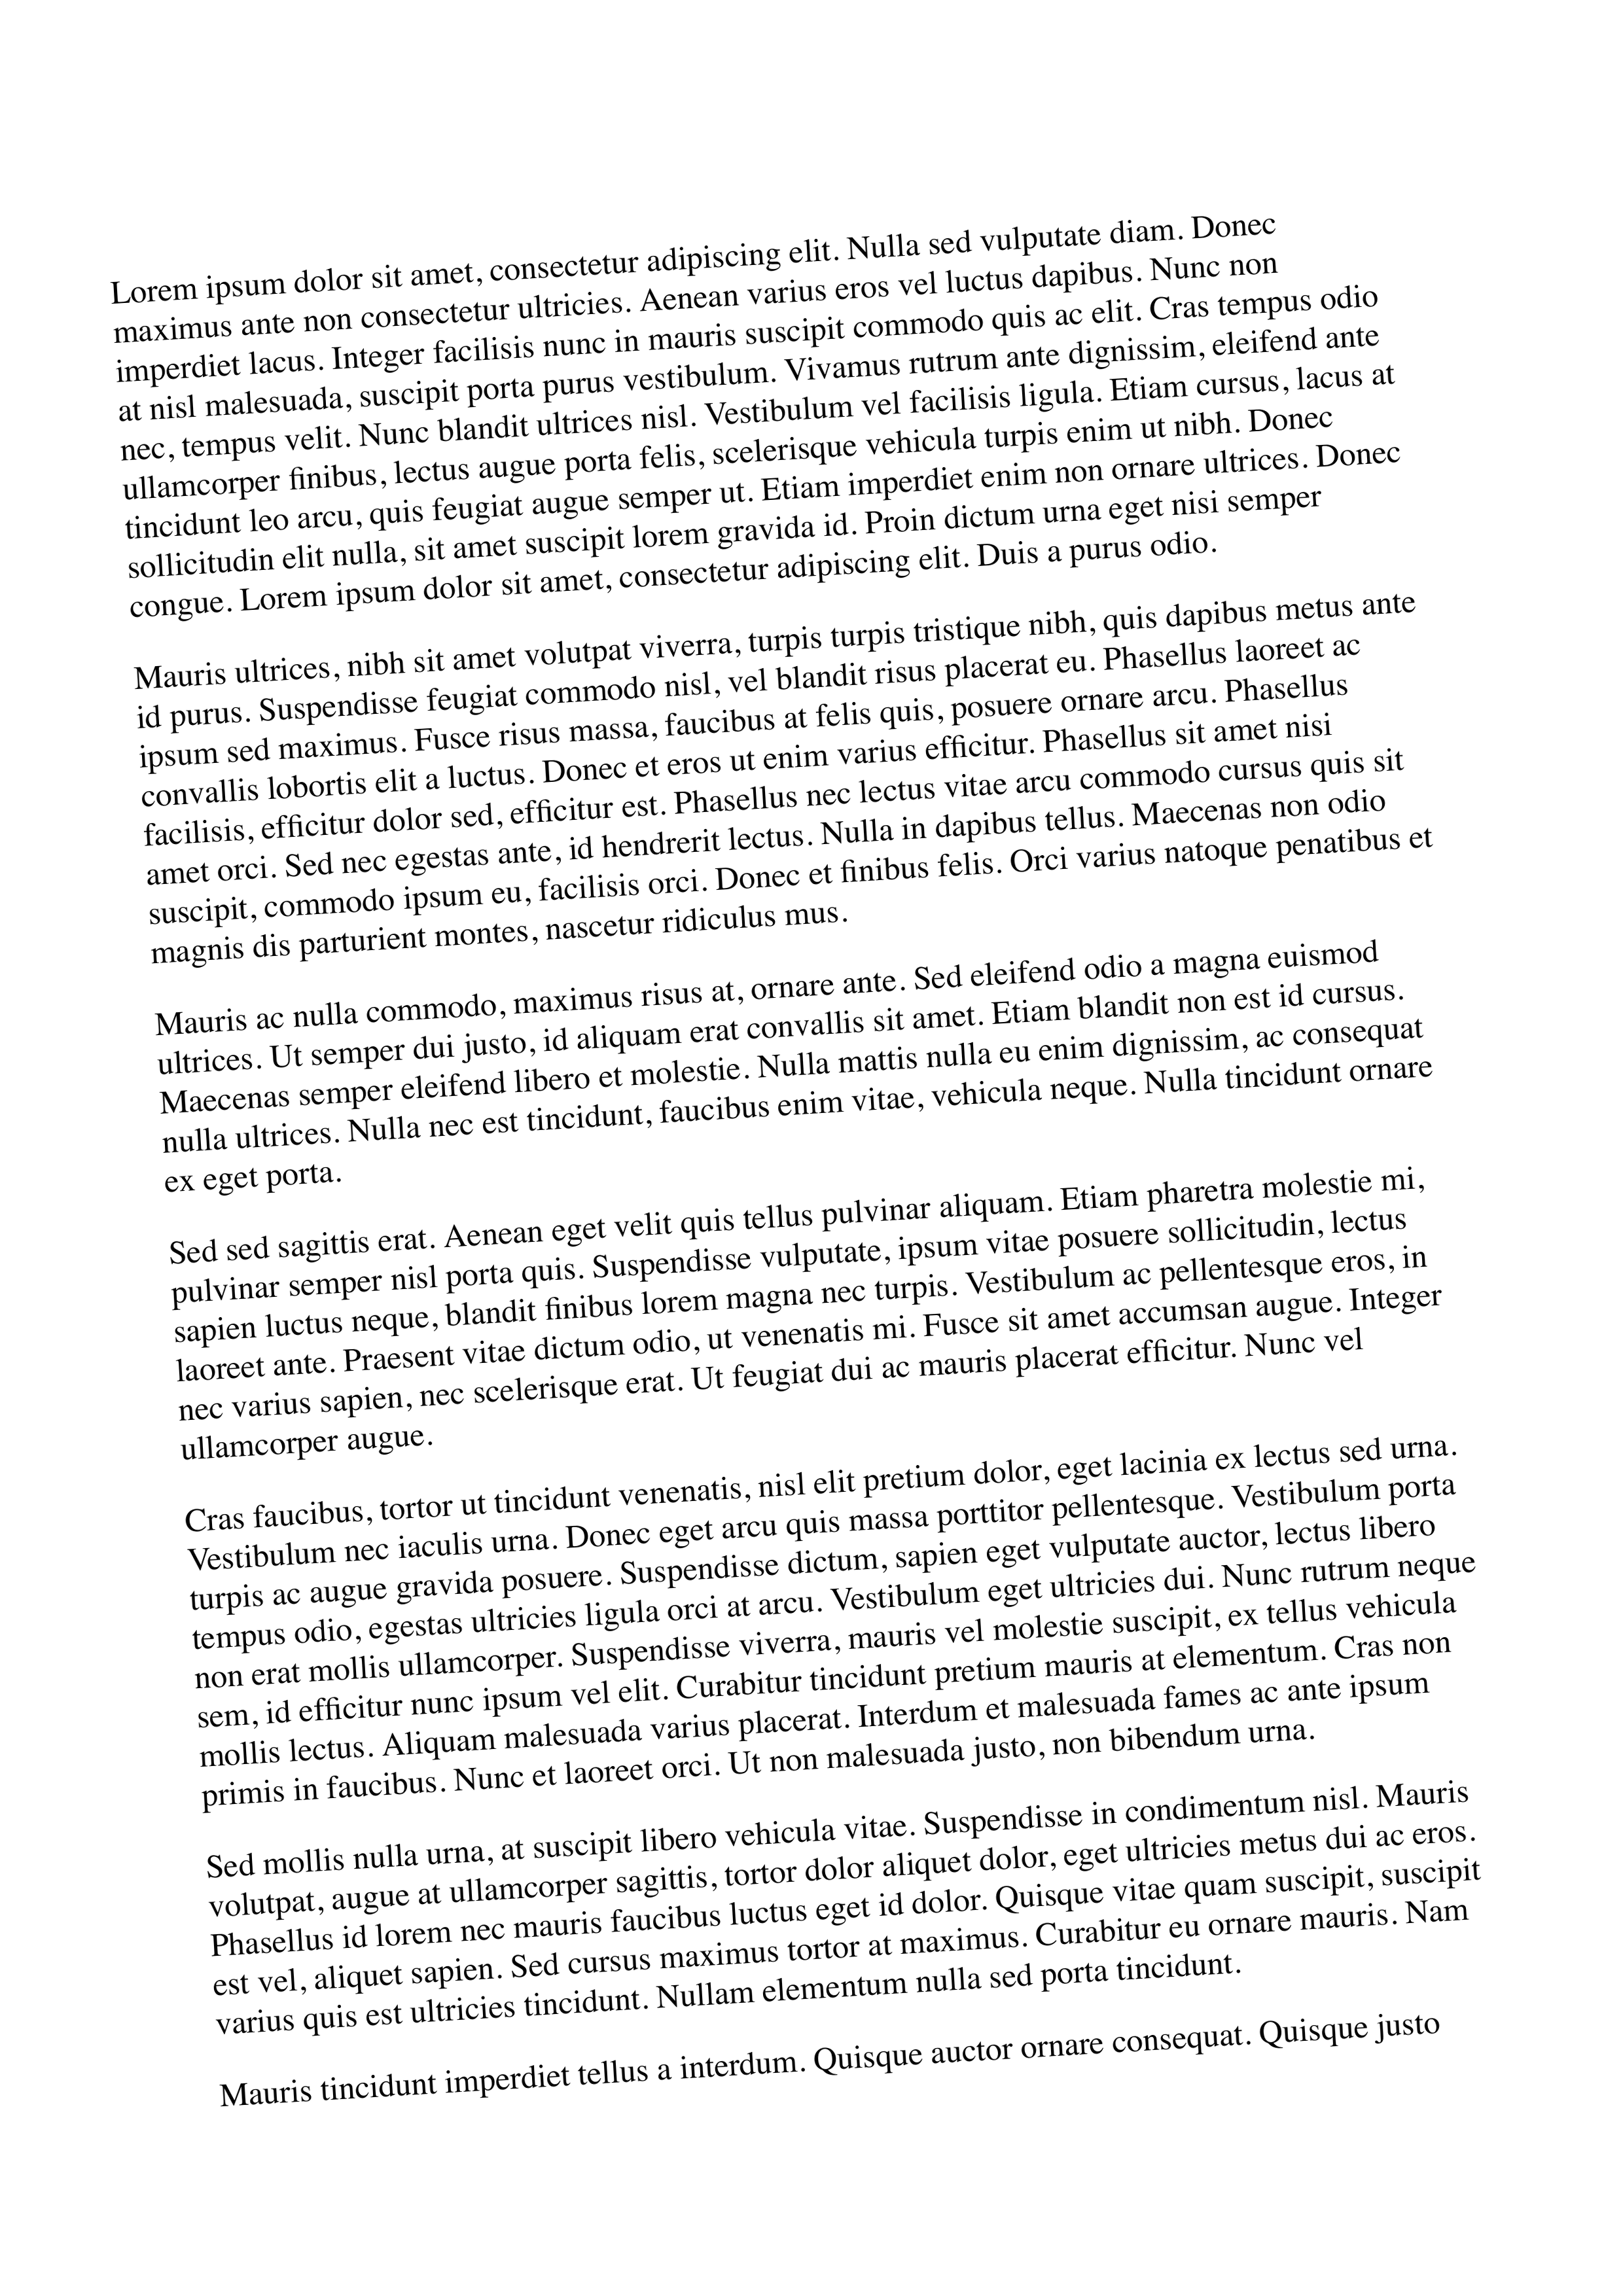 Lorem ipsum dolor sit amet, consectetur adipiscing elit. Nulla sed vulputate diam. Donec
maximus ante non consectetur ultricies. Aenean varius eros vel luctus dapibus. Nunc non
imperdiet lacus. Integer facilisis nunc in mauris suscipit commodo quis ac elit. Cras tempus odio
at nisl malesuada, suscipit porta purus vestibulum. Vivamus rutrum ante dignissim, eleifend ante
nec, tempus velit. Nunc blandit ultrices nisl. Vestibulum vel facilisis ligula. Etiam cursus, lacus at
ullamcorper finibus, lectus augue porta felis, scelerisque vehicula turpis enim ut nibh. Donec
tincidunt leo arcu, quis feugiat augue semper ut. Etiam imperdiet enim non ornare ultrices. Donec
sollicitudin elit nulla, sit amet suscipit lorem gravida id. Proin dictum urna eget nisi semper
congue. Lorem ipsum dolor sit amet, consectetur adipiscing elit. Duis a purus odio.
Mauris ultrices, nibh sit amet volutpat viverra, turpis turpis tristique nibh, quis dapibus metus ante
id purus. Suspendisse feugiat commodo nisl, vel blandit risus placerat eu. Phasellus laoreet ac
ipsum sed maximus. Fusce risus massa, faucibus at felis quis, posuere ornare arcu. Phasellus
convallis lobortis elit a luctus. Donec et eros ut enim varius efficitur. Phasellus sit amet nisi
facilisis, efficitur dolor sed, efficitur est. Phasellus nec lectus vitae arcu commodo cursus quis sit
amet orci. Sed nec egestas ante, id hendrerit lectus. Nulla in dapibus tellus. Maecenas non odio
suscipit, commodo ipsum eu, facilisis orci. Donec et finibus felis. Orci varius natoque penatibus et
magnis dis parturient montes, nascetur ridiculus mus.
Mauris ac nulla commodo, maximus risus at, ornare ante. Sed eleifend odio a magna euismod
ultrices. Ut semper dui justo, id aliquam erat convallis sit amet. Etiam blandit non est id cursus.
Maecenas semper eleifend libero et molestie. Nulla mattis nulla eu enim dignissim, ac consequat
nulla ultrices. Nulla nec est tincidunt, faucibus enim vitae, vehicula neque. Nulla tincidunt ornare
ex eget porta.
Sed sed sagittis erat. Aenean eget velit quis tellus pulvinar aliquam. Etiam pharetra molestie mi,
pulvinar semper nisl porta quis. Suspendisse vulputate, ipsum vitae posuere sollicitudin, lectus
sapien luctus neque, blandit finibus lorem magna nec turpis. Vestibulum ac pellentesque eros, in
laoreet ante. Praesent vitae dictum odio, ut venenatis mi. Fusce sit amet accumsan augue. Integer
nec varius sapien, nec scelerisque erat. Ut feugiat dui ac mauris placerat efficitur. Nunc vel
ullamcorper augue.
Cras faucibus, tortor ut tincidunt venenatis, nisl elit pretium dolor, eget lacinia ex lectus sed urna.
Vestibulum nec iaculis urna. Donec eget arcu quis massa porttitor pellentesque. Vestibulum porta
turpis ac augue gravida posuere. Suspendisse dictum, sapien eget vulputate auctor, lectus libero
tempus odio, egestas ultricies ligula orci at arcu. Vestibulum eget ultricies dui. Nunc rutrum neque
non erat mollis ullamcorper. Suspendisse viverra, mauris vel molestie suscipit, ex tellus vehicula
sem, id efficitur nunc ipsum vel elit. Curabitur tincidunt pretium mauris at elementum. Cras non
mollis lectus. Aliquam malesuada varius placerat. Interdum et malesuada fames ac ante ipsum
primis in faucibus. Nunc et laoreet orci. Ut non malesuada justo, non bibendum urna.
Sed mollis nulla urna, at suscipit libero vehicula vitae. Suspendisse in condimentum nisl. Mauris
volutpat, augue at ullamcorper sagittis, tortor dolor aliquet dolor, eget ultricies metus dui ac eros.
Phasellus id lorem nec mauris faucibus luctus eget id dolor. Quisque vitae quam suscipit, suscipit
est vel, aliquet sapien. Sed cursus maximus tortor at maximus. Curabitur eu ornare mauris. Nam
varius quis est ultricies tincidunt. Nullam elementum nulla sed porta tincidunt.
Mauris tincidunt imperdiet tellus a interdum. Quisque auctor ornare consequat. Quisque justo